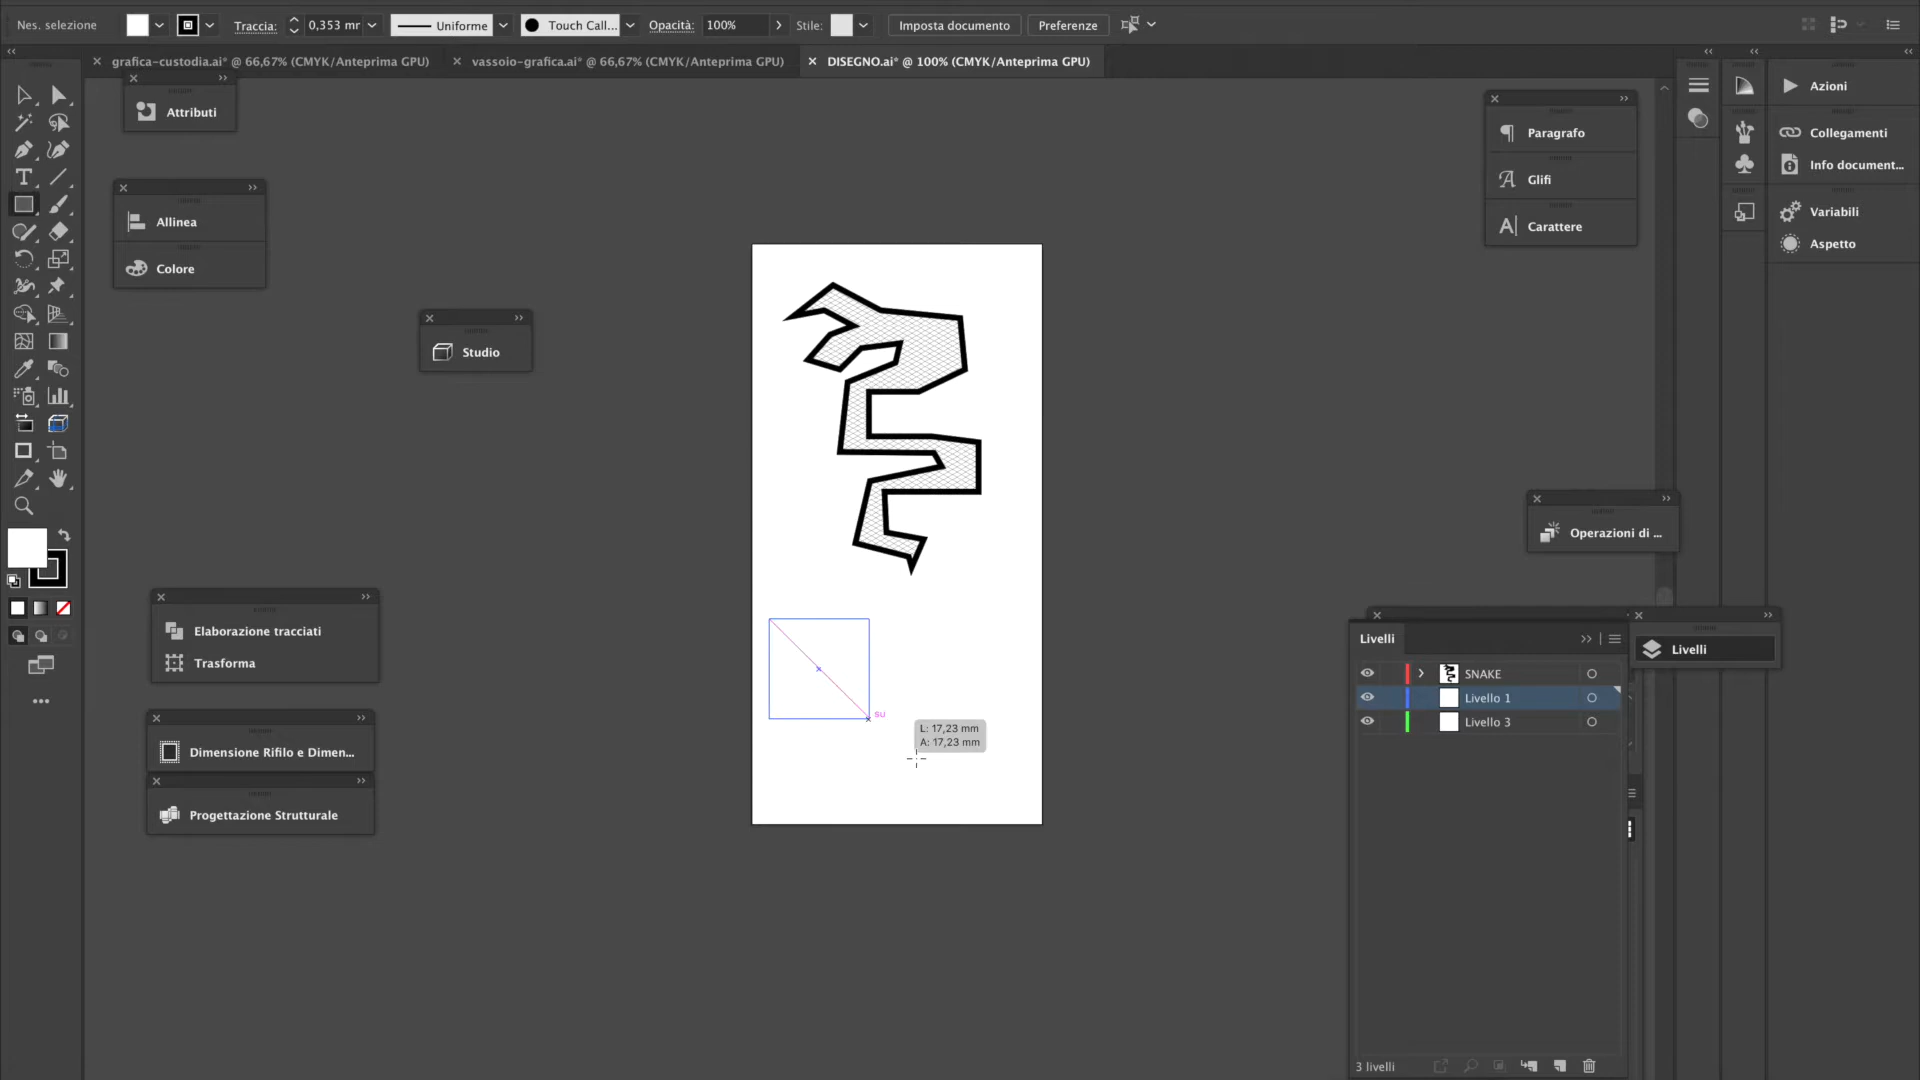 Nes. selezione
Traccia:
0,353 mr
Uniforme
Touch Call...
Opacità:
100%
Stile:
Imposta documento
Preferenze
grafica-custodia.ai* @ 66,67% (CMYK/Anteprima GPU)
vassoio-grafica.ai* @ 66,67% (CMYK/Anteprima GPU)
DISEGNO.ai* @ 100% (CMYK/Anteprima GPU)
Attributi
Allinea
Colore
Studio
Elaborazione tracciati
Trasforma
Dimensione Rifilo e Dimen...
Progettazione Strutturale
su
L: 17,23 mm
A: 17,23 mm
Paragrafo
Glifi
Carattere
Azioni
Collegamenti
Info document...
Variabili
Aspetto
Operazioni di ...
Livelli
SNAKE
Livello 1
Livello 3
3 livelli
Livelli